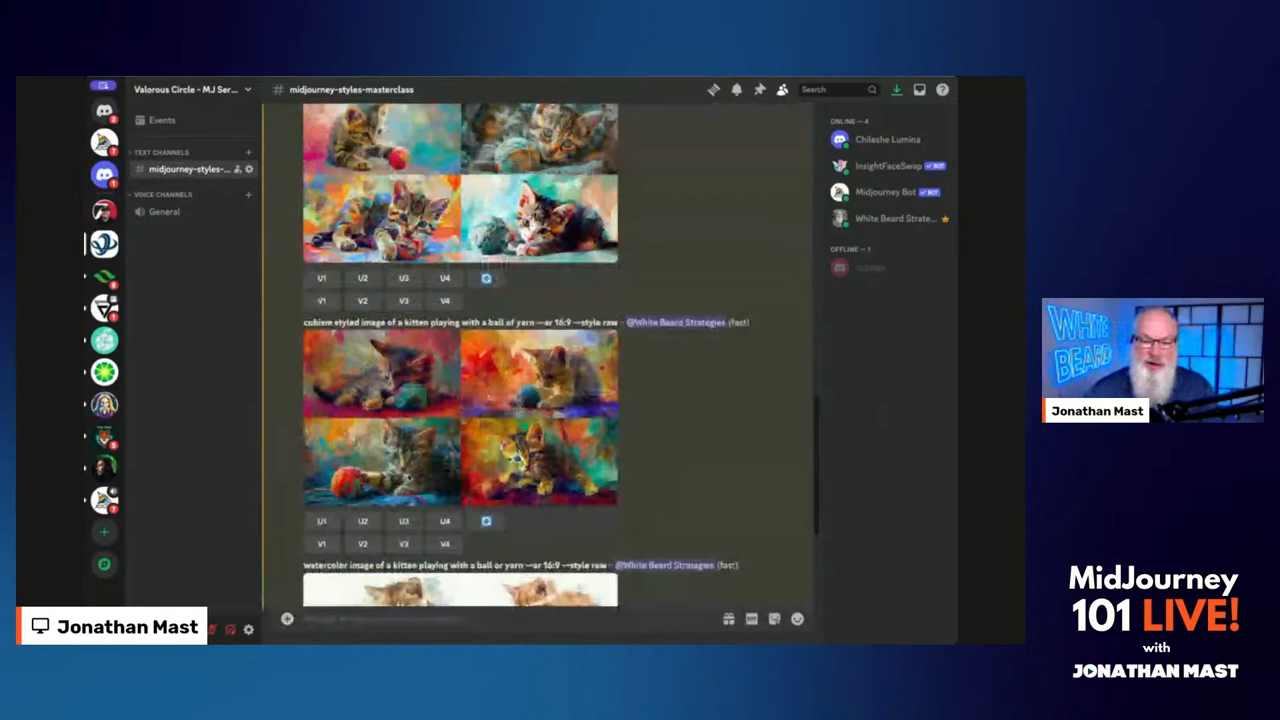 Valorous Circle - MJ Ser...
# midjourney-styles-masterclass
Search
Events
TEXT CHANNELS
# midjourney-styles-...
VOICE CHANNELS
General
ONLINE — 4
Chileshe Lumina
InsightFaceSwap BOT
Midjourney Bot BOT
White Beard Strate...
OFFLINE — 1
U1 U2 U3 U4
V1 V2 V3 V4
cubism styled image of a kitten playing with a ball of yarn --ar 16:9 --style raw - @White Beard Strategies (fast)
U1 U2 U3 U4
V1 V2 V3 V4
watercolor image of a kitten playing with a ball or yarn --ar 16:9 --style raw - @White Beard Strategies (fast)
GIF
Jonathan Mast
WHITE
BEARD
Jonathan Mast
MidJourney
101 LIVE!
with
JONATHAN MAST